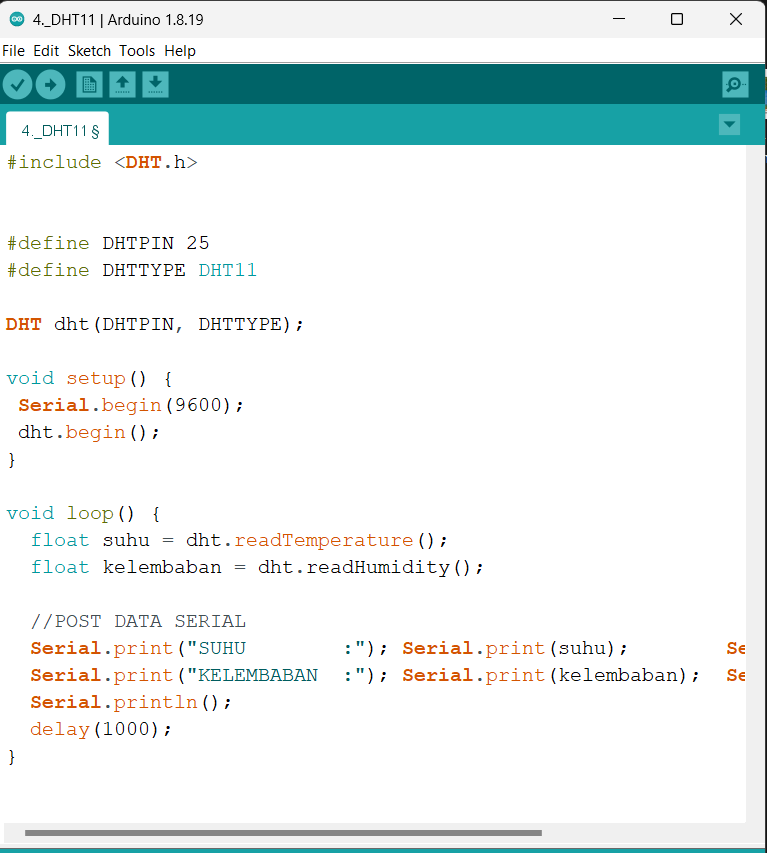 4._DHT11 | Arduino 1.8.19
File Edit Sketch Tools Help
4._DHT11 §
#include <DHT.h>
#define DHTPIN 25
#define DHTTYPE DHT11
DHT dht(DHTPIN, DHTTYPE);
void setup() {
 Serial.begin(9600);
 dht.begin();
}
void loop() {
  float suhu = dht.readTemperature();
  float kelembaban = dht.readHumidity();
  //POST DATA SERIAL
  Serial.print("SUHU        :"); Serial.print(suhu);        Se
  Serial.print("KELEMBABAN  :"); Serial.print(kelembaban);  Se
  Serial.println();
  delay(1000);
}